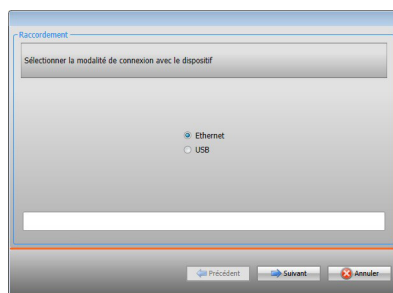 Raccordement
Sélectionner la modalité de connexion avec le dispositif
Ethernet
USB
Précédent
Suivant
Annuler